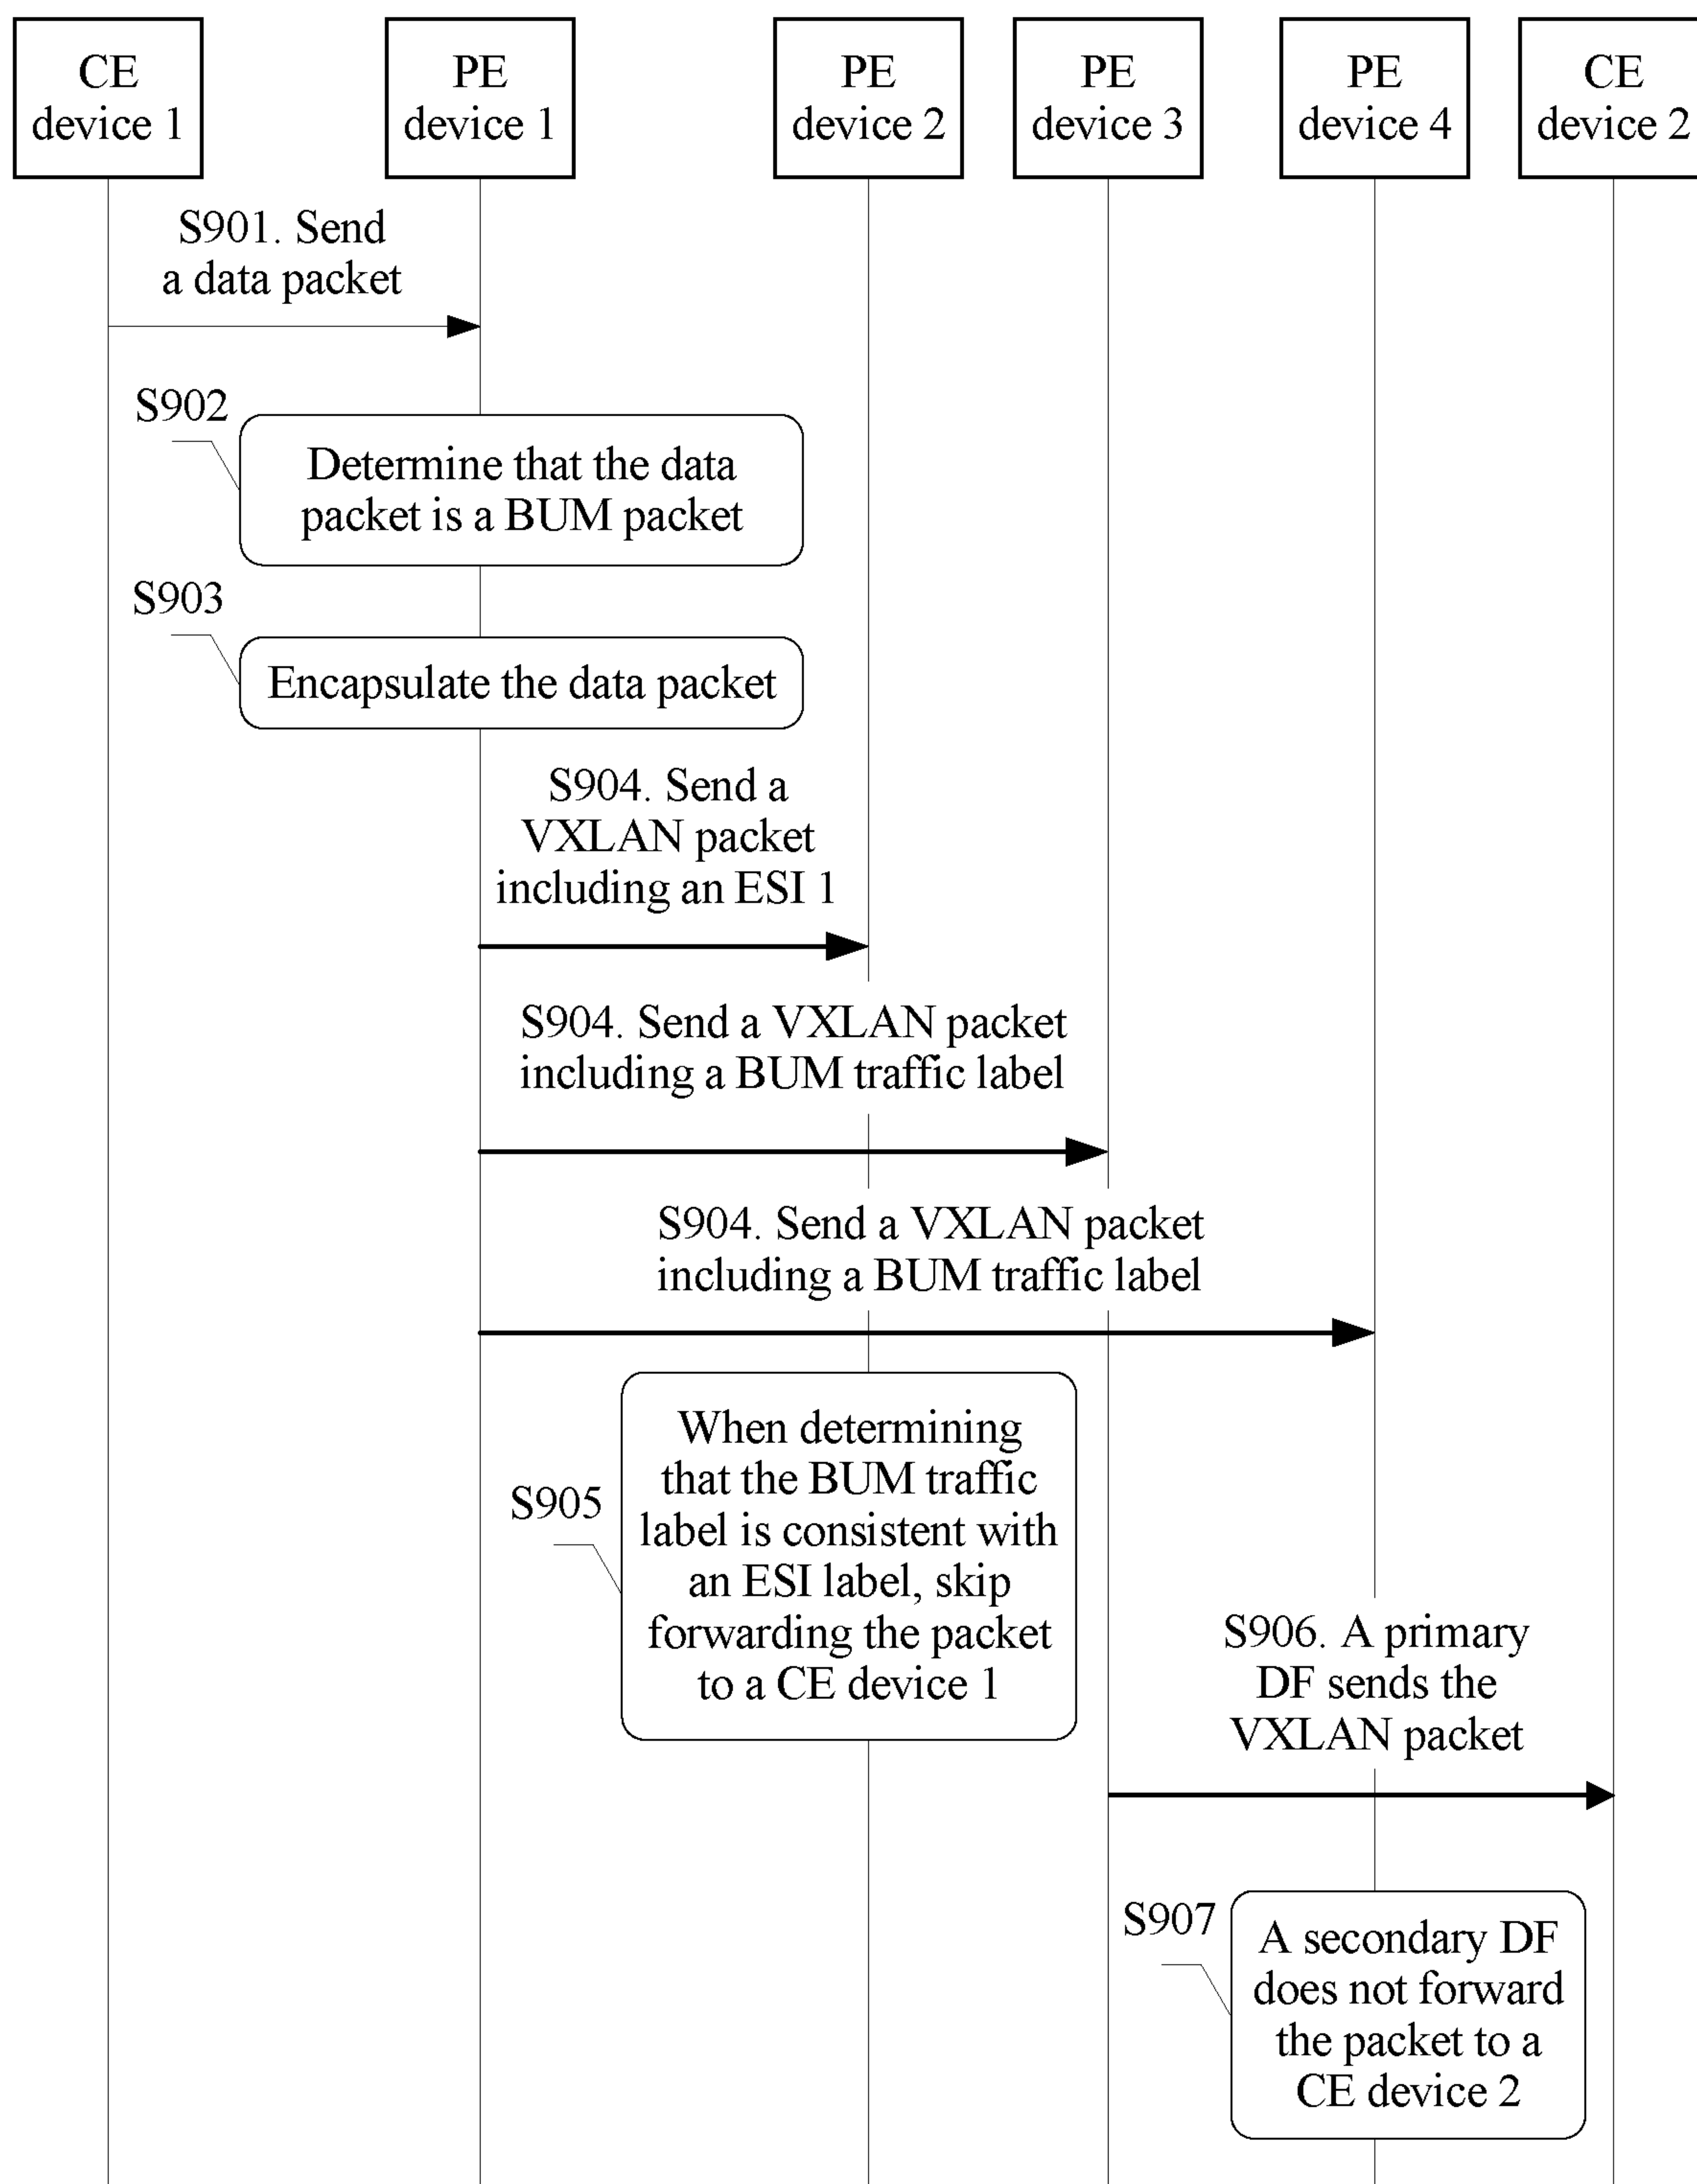 CE
device 1
PE
device 1
PE
device 2
PE
device 3
PE
device 4
CE
device 2
S901. Send
a data packet
S902
Determine that the data
packet is a BUM packet
S903
Encapsulate the data packet
S904. Send a
VXLAN packet
including an ESI 1
S904. Send a VXLAN packet
including a BUM traffic label
S904. Send a VXLAN packet
including a BUM traffic label
S905
When determining
that the BUM traffic
label is consistent with
an ESI label, skip
forwarding the packet
to a CE device 1
S906. A primary
DF sends the
VXLAN packet
S907
A secondary DF
does not forward
the packet to a
CE device 2